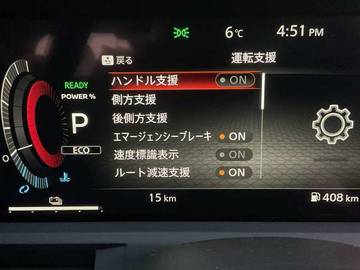 6℃ 4:51 PM
戻る 運転支援
READY
POWER %
P
ECO
0
ハンドル支援 ON
側方支援
後側方支援
エマージェンシーブレーキ ON
速度標識表示 ON
ルート減速支援 ON
15 km 408 km